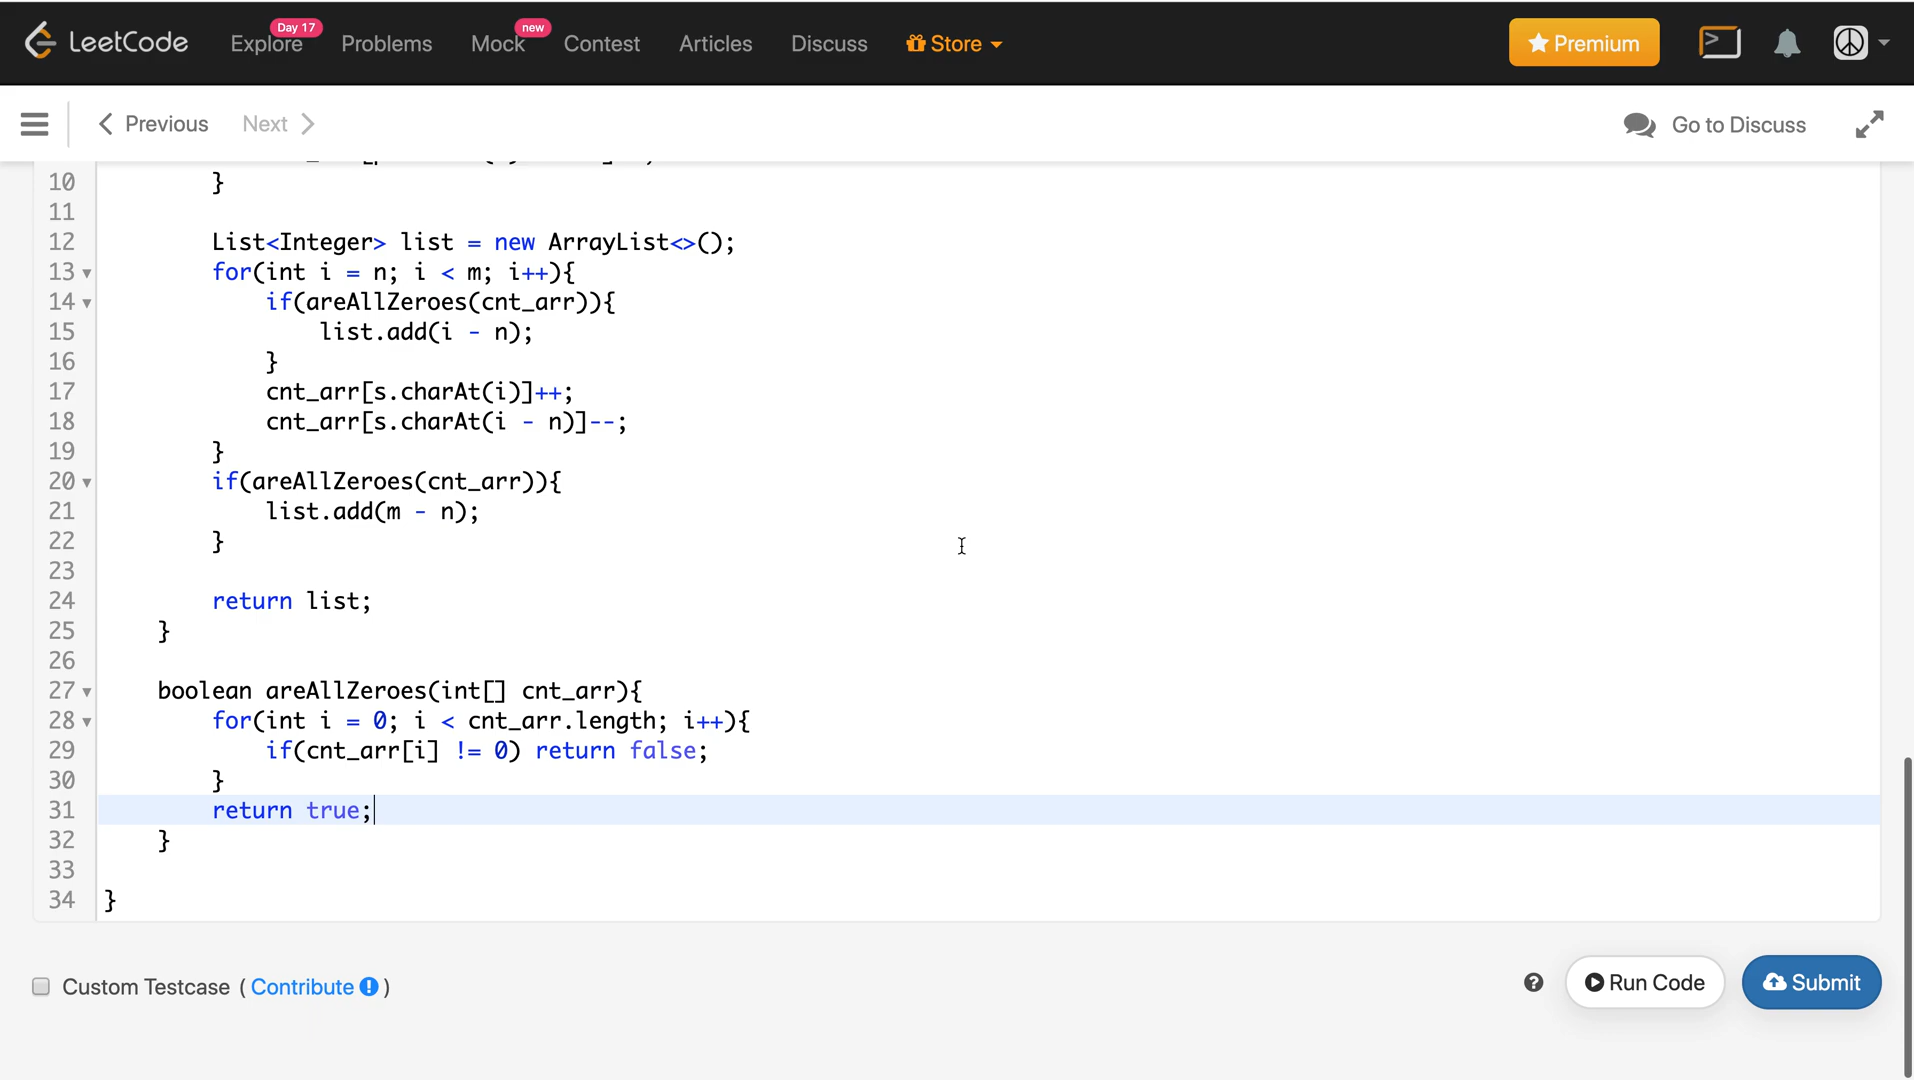 LeetCode Explore Day 17 Problems Mock new Contest Articles Discuss Store Premium
Previous Next Go to Discuss
10 }
11
12 List<Integer> list = new ArrayList<>();
13 for(int i = n; i < m; i++){
14 if(areAllZeroes(cnt_arr)){
15 list.add(i - n);
16 }
17 cnt_arr[s.charAt(i)]++;
18 cnt_arr[s.charAt(i - n)]--;
19 }
20 if(areAllZeroes(cnt_arr)){
21 list.add(m - n);
22 }
23
24 return list;
25 }
26
27 boolean areAllZeroes(int[] cnt_arr){
28 for(int i = 0; i < cnt_arr.length; i++){
29 if(cnt_arr[i] != 0) return false;
30 }
31 return true;
32 }
33
34 }
Custom Testcase ( Contribute ) Run Code Submit